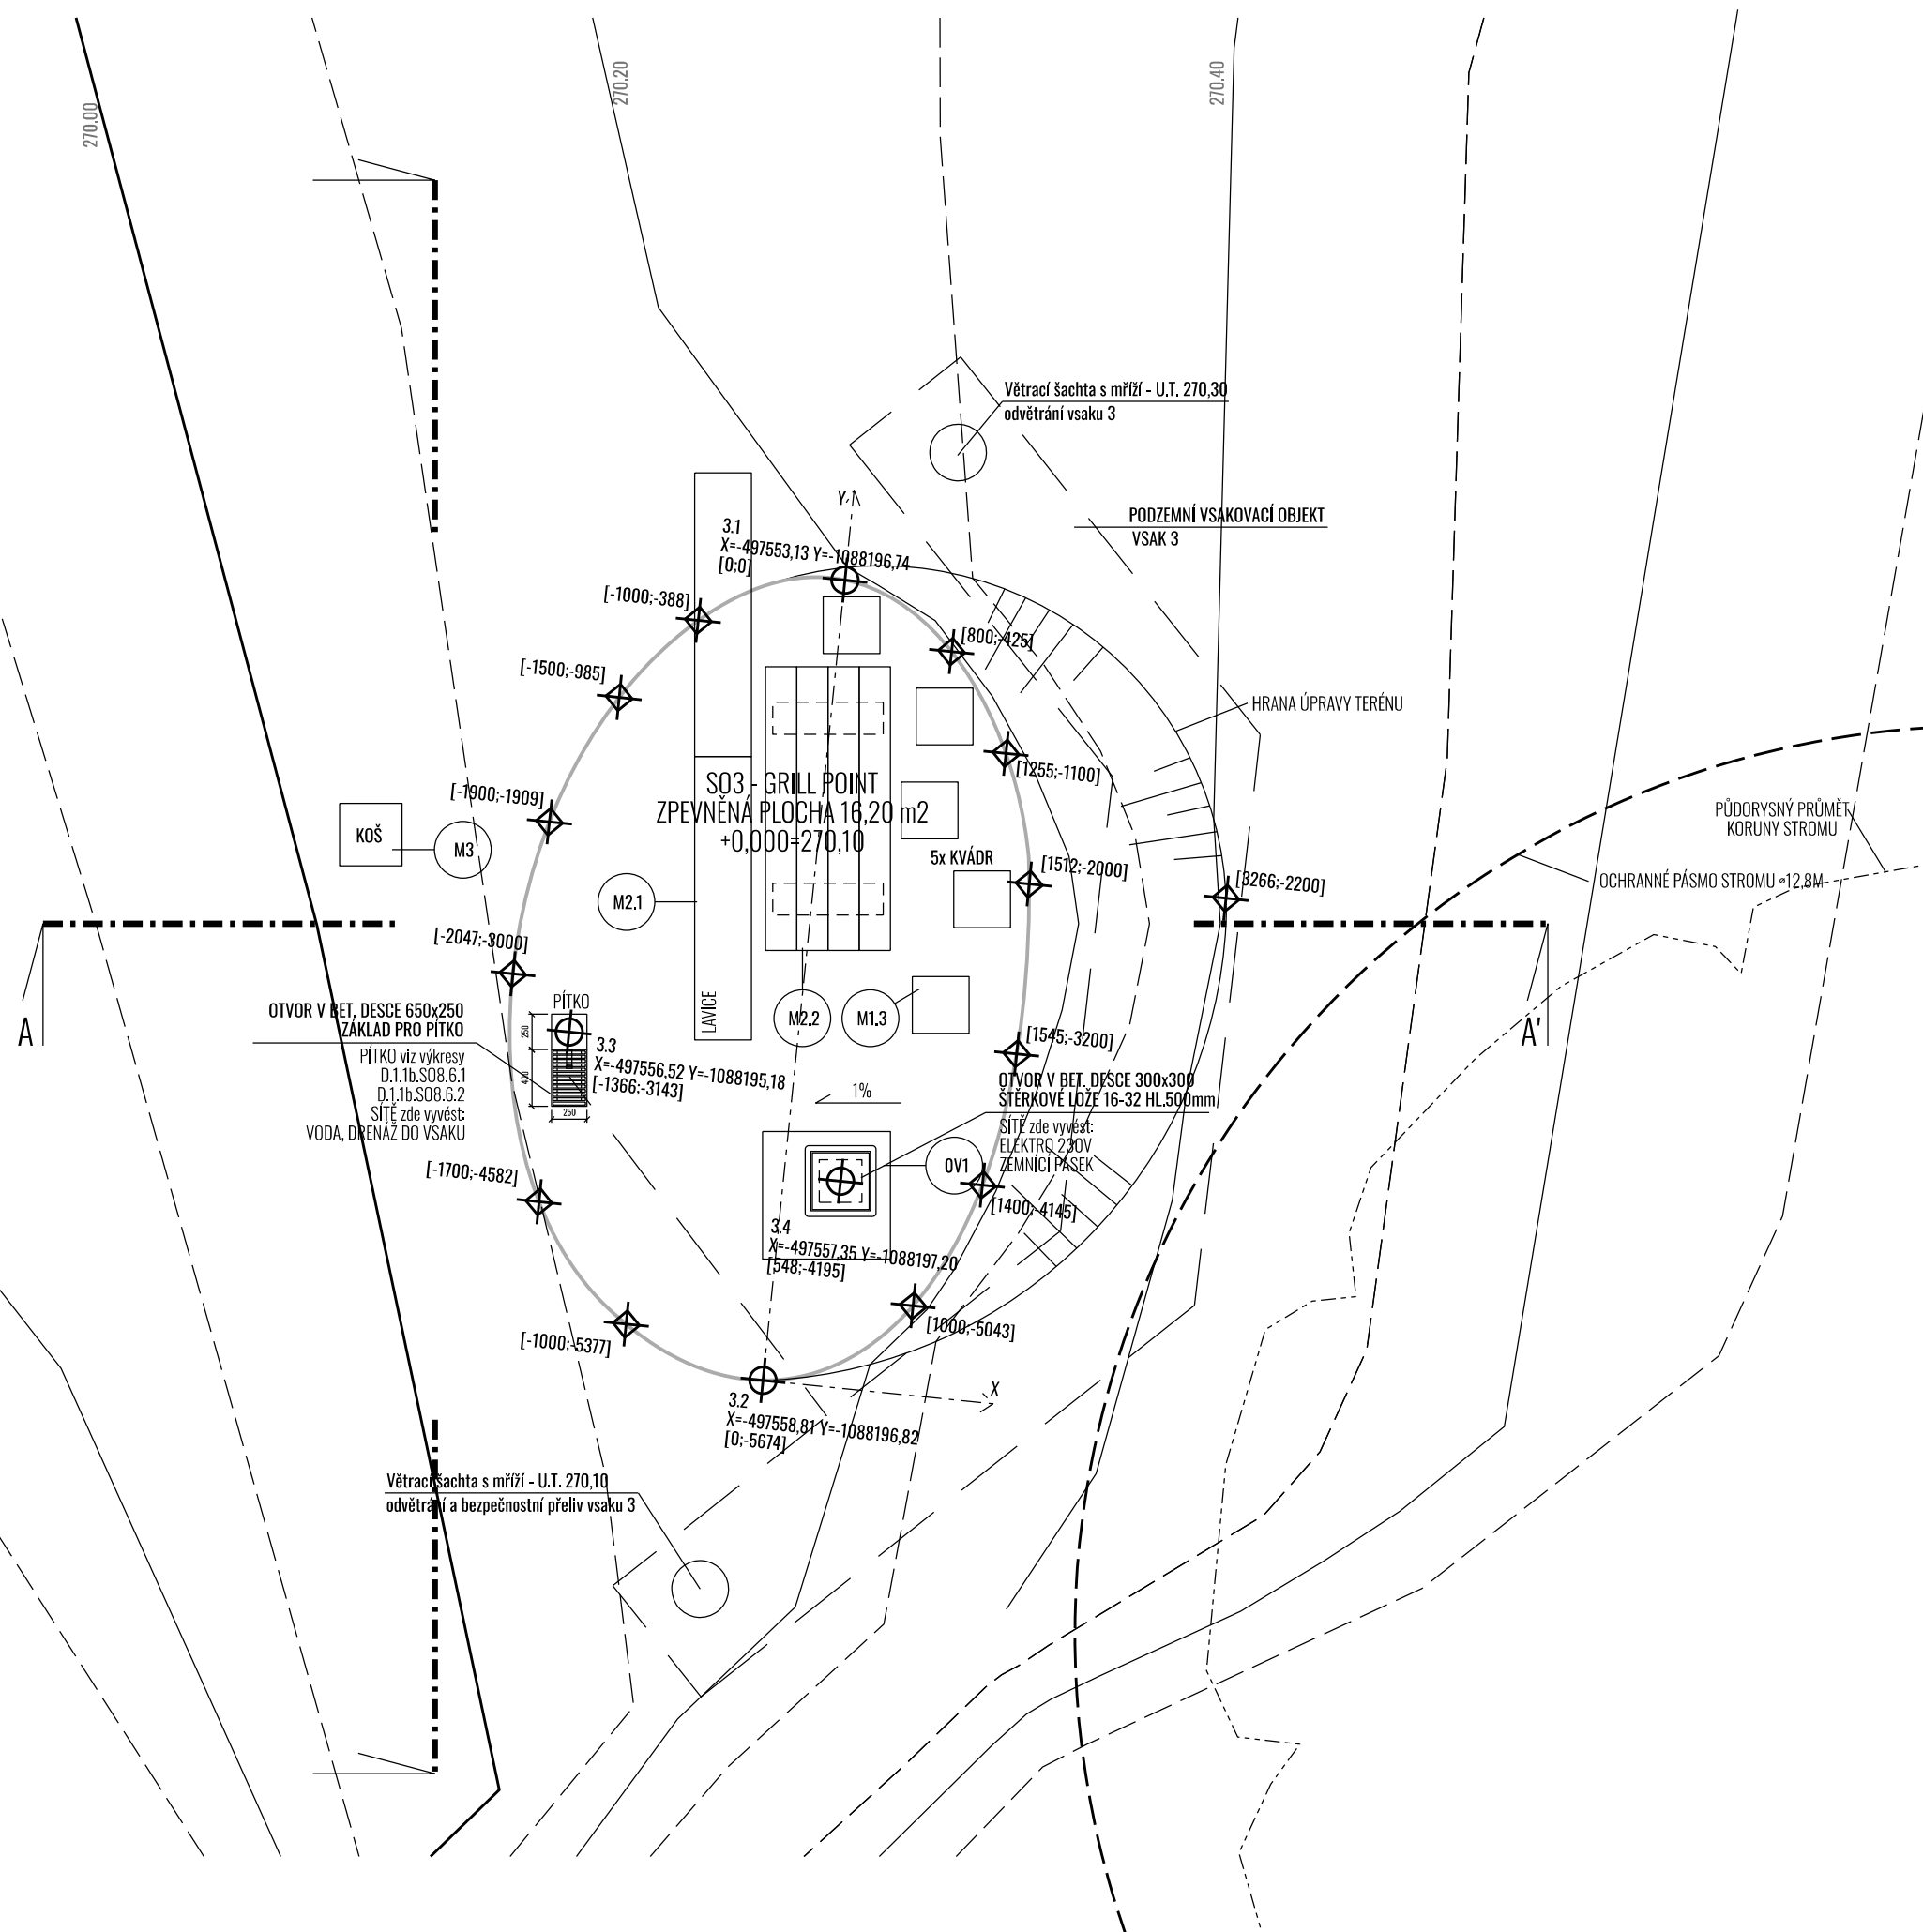 270.00
270.20
270.40
Větrací šachta s mříží - U.T. 270,30
odvětrání vsaku 3
Y
PODZEMNÍ VSAKOVACÍ OBJEKT
VSAK 3
3.1
X=-497553,13 Y=-1088196,74
[0;0]
[-1000;-388]
[800;-425]
[-1500;-985]
HRANA ÚPRAVY TERÉNU
[1255;-1100]
SO3 - GRILL POINT
ZPEVNĚNÁ PLOCHA 16,20 m2
+0,000=270,10
[-1900;-1909]
KOŠ
M3
PŮDORYSNÝ PRŮMĚT
KORUNY STROMU
5x KVÁDR
[1512;-2000]
[3266;-2200]
OCHRANNÉ PÁSMO STROMU ⌀12,8M
M2.1
[-2047;-3000]
PÍTKO
LAVICE
M2.2
M1.3
A
A'
OTVOR V BET, DESCE 650x250
ZÁKLAD PRO PÍTKO
PÍTKO viz výkresy
D.1.1b.SO8.6.1
D.1.1b.SO8.6.2
SÍTĚ zde vyvést:
VODA, DRENÁŽ DO VSAKU
250
400
250
3.3
X=-497556,52 Y=-1088195,18
[-1366;-3143]
[1545;-3200]
1%
OTVOR V BET. DESCE 300x300
ŠTĚRKOVÉ LOŽE 16-32 HL.500mm
SÍTĚ zde vyvést:
ELEKTRO 230V
ZEMNÍCÍ PÁSEK
OV1
[-1700;-4582]
[1400;-4145]
3.4
X=-497557,35 Y=-1088197,20
[548;-4195]
[-1000;-5377]
[1000;-5043]
X
3.2
X=-497558,81 Y=-1088196,82
[0;-5674]
Větrací šachta s mříží - U.T. 270,10
odvětrání a bezpečnostní přeliv vsaku 3